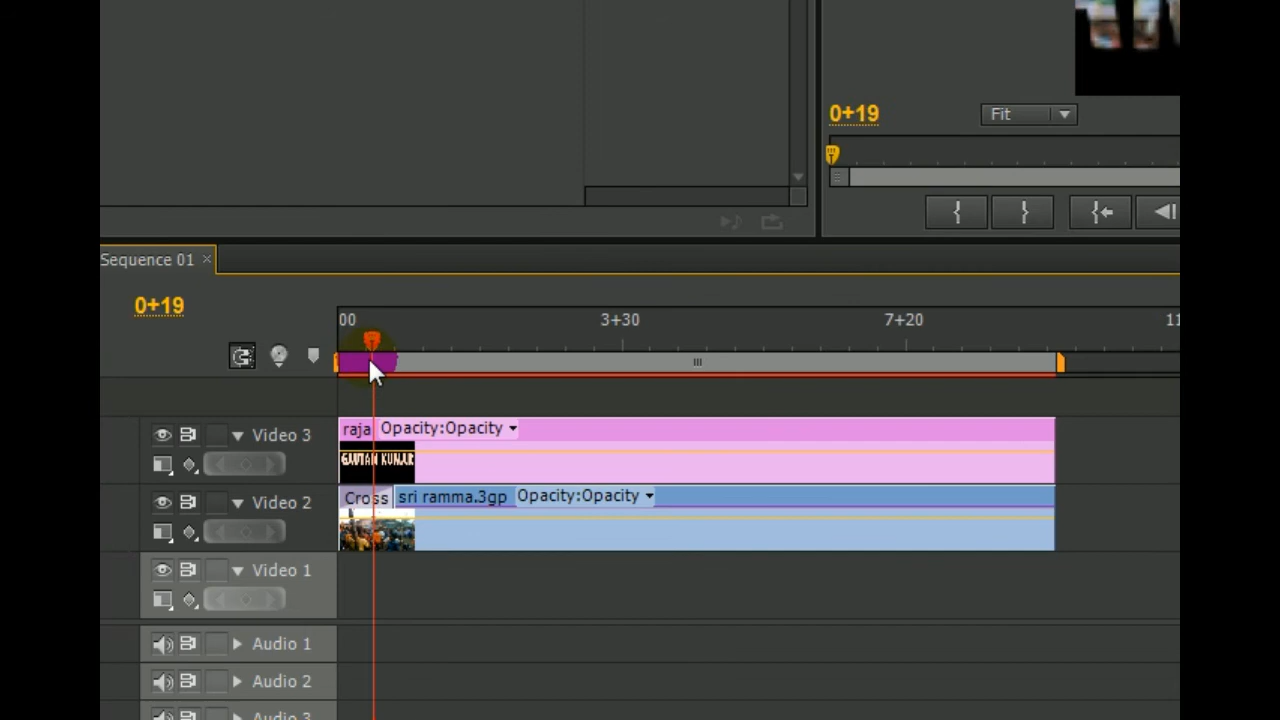 0+19
Fit
Sequence 01
0+19
00
3+30
7+20
11
Video 3
raja
Opacity:Opacity
GAUTAM KUMAR
Video 2
Cross
sri ramma.3gp
Opacity:Opacity
Video 1
Audio 1
Audio 2
Audio 3